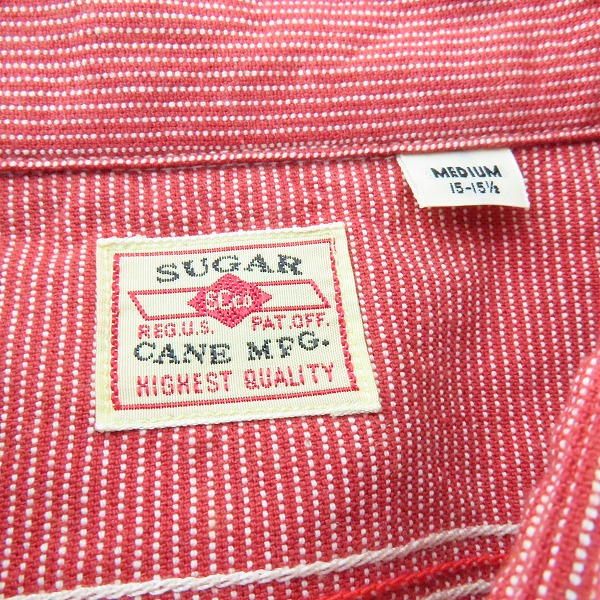 MEDIUM
15-15½
SUGAR
SC.CO.
REG.U.S. PAT.OFF.
CANE MFG.
HIGHEST QUALITY